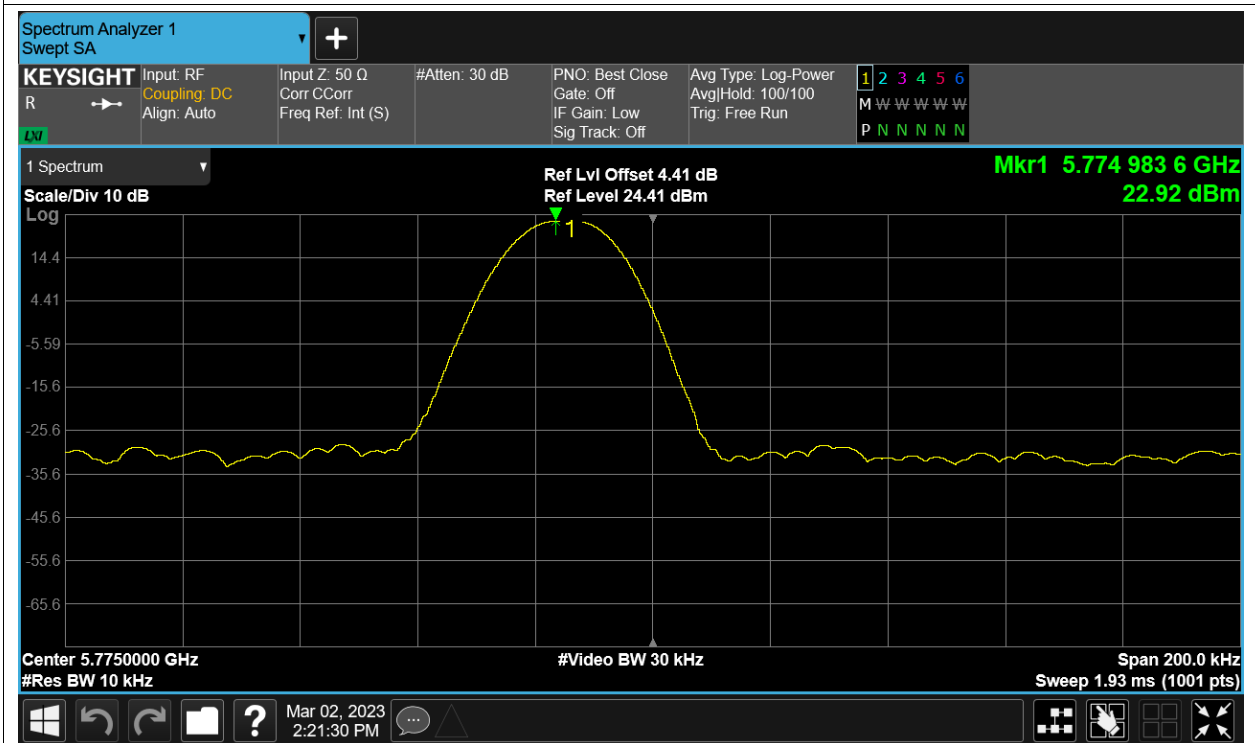 Spectrum Analyzer 1
Swept SA
KEYSIGHT
R
LXI
Input: RF
Coupling: DC
Align: Auto
Input Z: 50 Ω
Corr CCorr
Freq Ref: Int (S)
#Atten: 30 dB
PNO: Best Close
Gate: Off
IF Gain: Low
Sig Track: Off
Avg Type: Log-Power
Avg|Hold: 100/100
Trig: Free Run
1 2 3 4 5 6
M W W W W W
P N N N N N
1 Spectrum
Scale/Div 10 dB
Ref Lvl Offset 4.41 dB
Ref Level 24.41 dBm
Mkr1 5.774 983 6 GHz
22.92 dBm
Log
1
14.4
4.41
-5.59
-15.6
-25.6
-35.6
-45.6
-55.6
-65.6
Center 5.7750000 GHz
#Video BW 30 kHz
Span 200.0 kHz
#Res BW 10 kHz
Sweep 1.93 ms (1001 pts)
?
Mar 02, 2023
2:21:30 PM